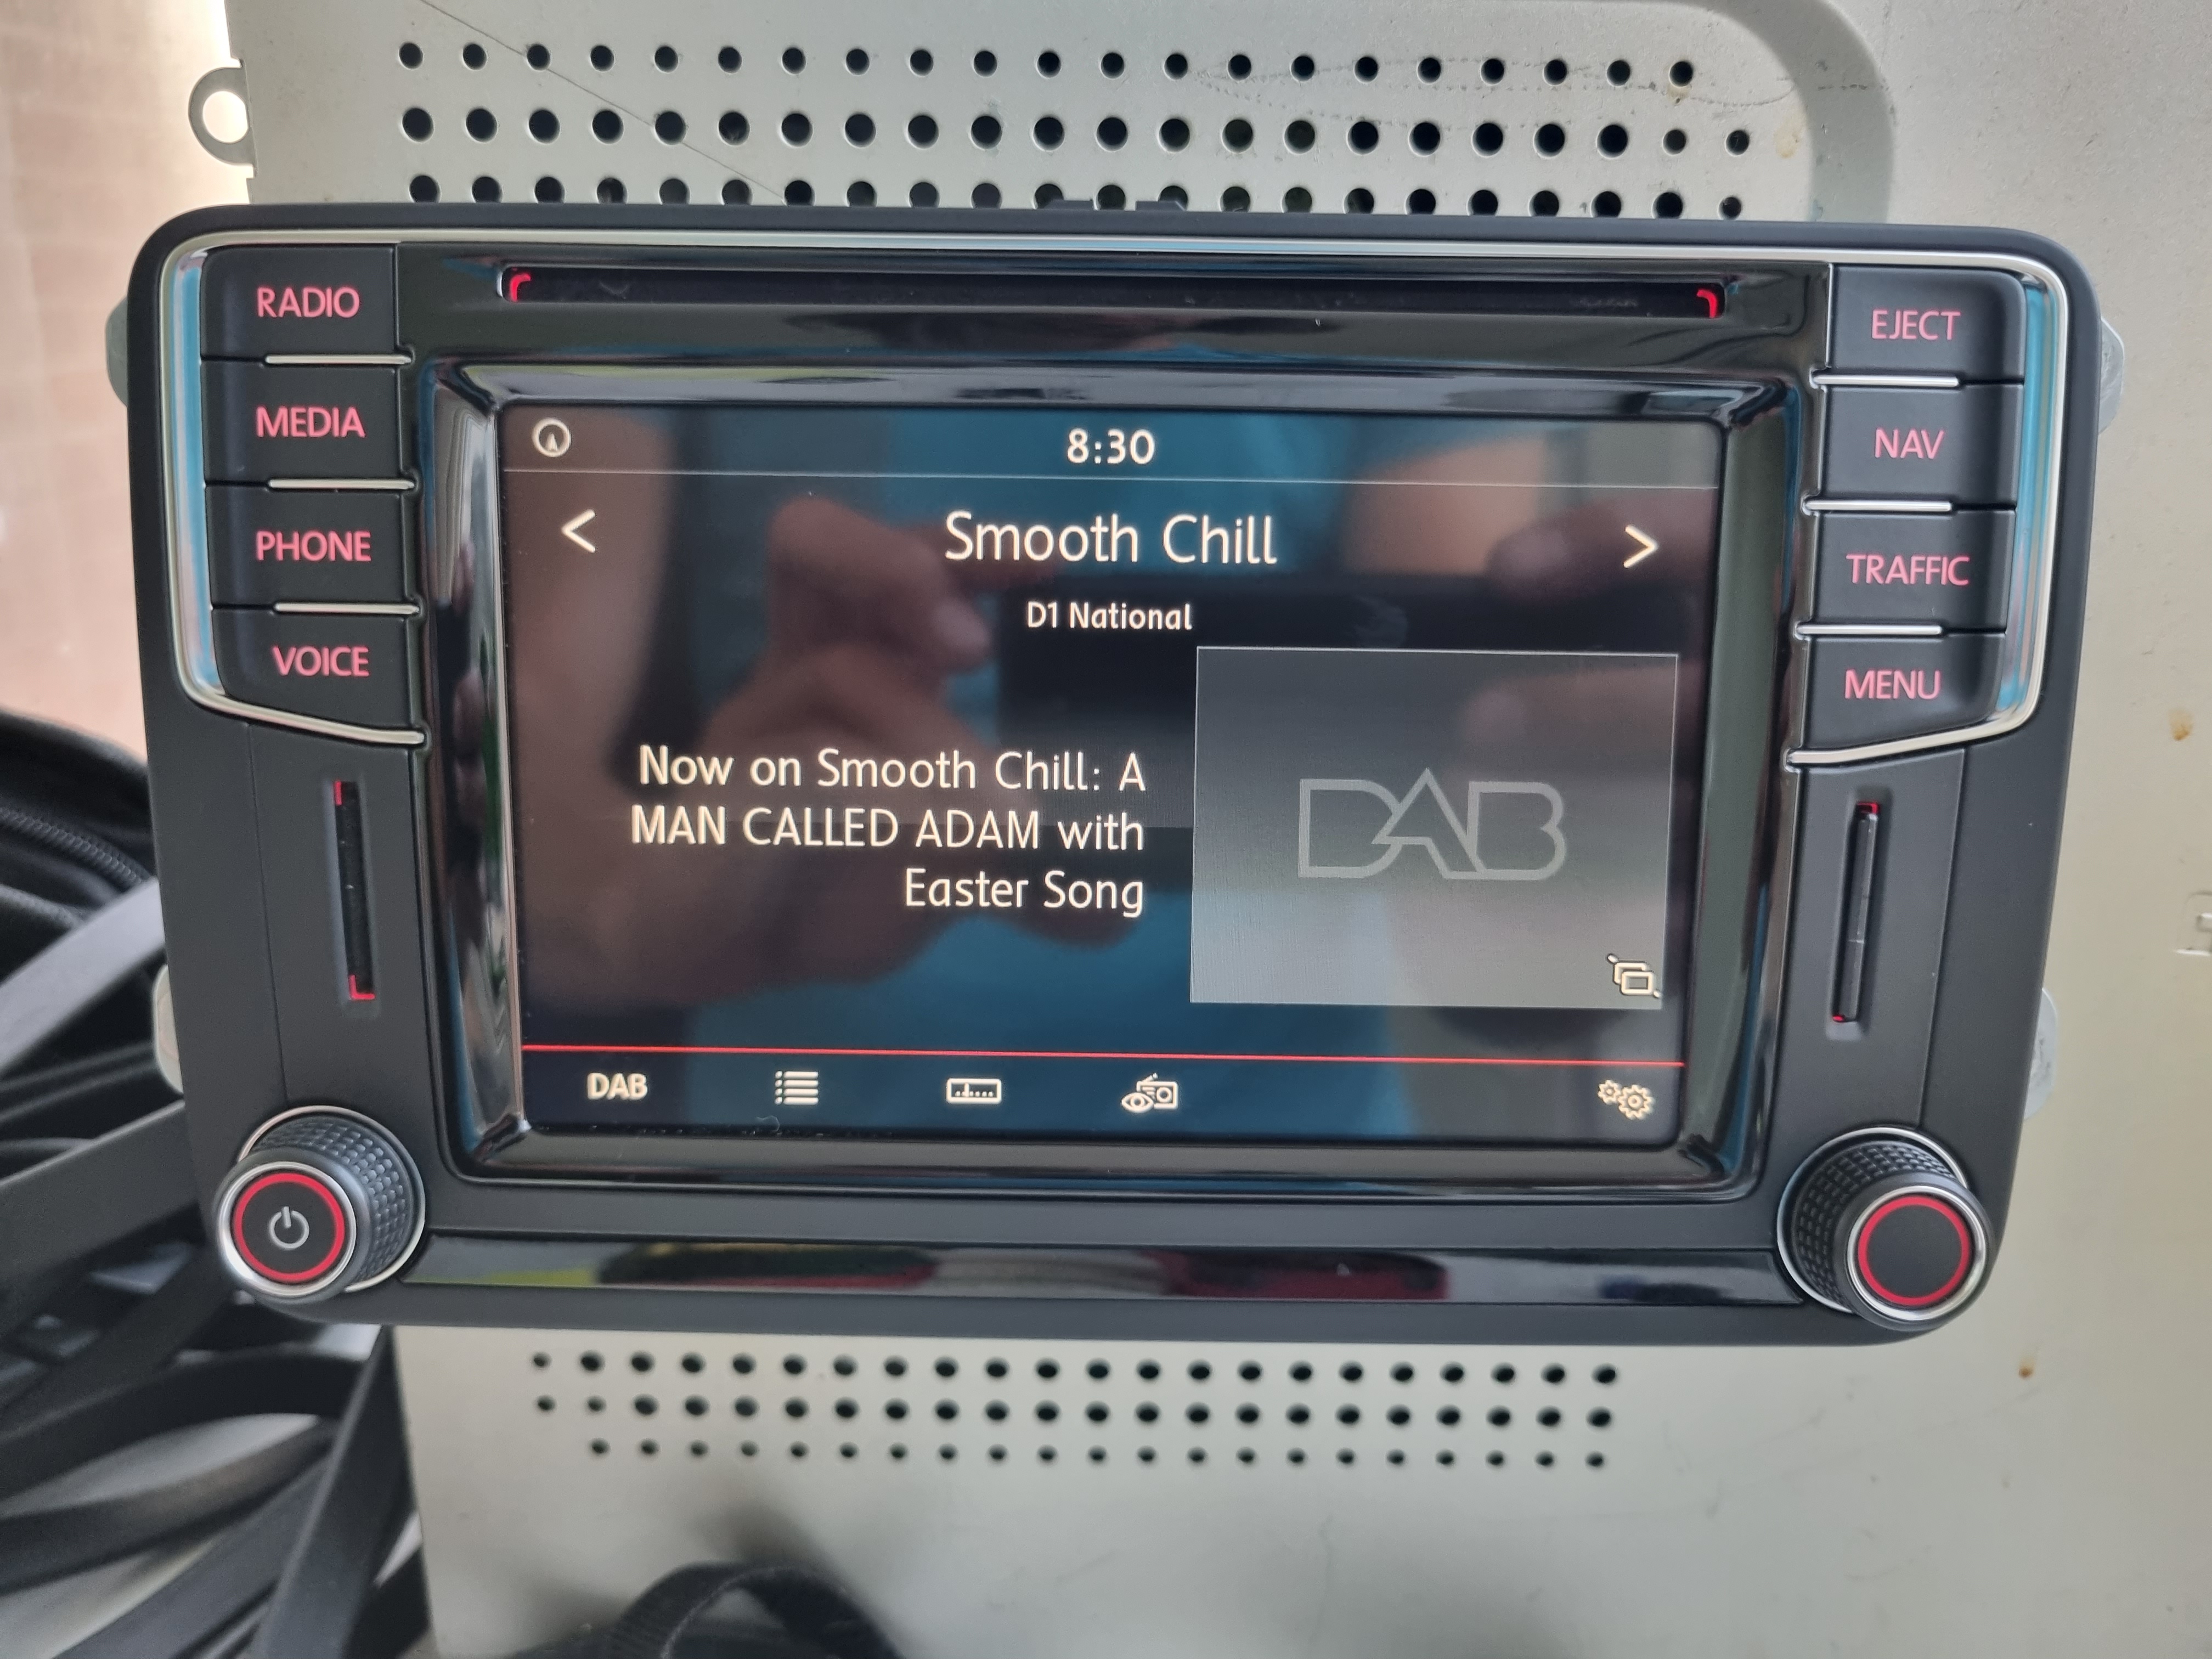 RADIO
MEDIA
PHONE
VOICE
8:30
Smooth Chill
D1 National
Now on Smooth Chill: A
MAN CALLED ADAM with
Easter Song
DAB
DAB
EJECT
NAV
TRAFFIC
MENU